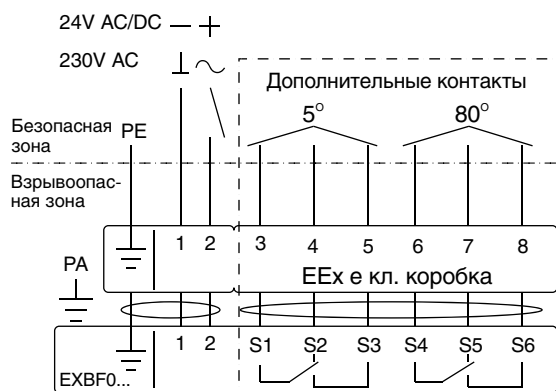 24V AC/DC — +
230V AC ⊥ ~
Дополнительные контакты
5° 80°
Безопасная
зона
PE
Взрывоопас-
ная зона
1 2 3 4 5 6 7 8
PA
EEx e кл. коробка
1 2 S1 S2 S3 S4 S5 S6
EXBF0...